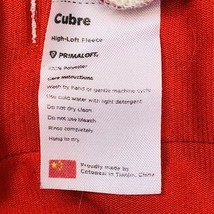 Cubre
High-Left Fleece
PRIMALOFT.
100% Polyester
Care Instructions
Wash by hand or gentle machine cycle
Use cold water with light detergent
Do not dry clean
Do not use bleach
Rinse completely
Hang to dry
Proudly made by
in Tianjin, China